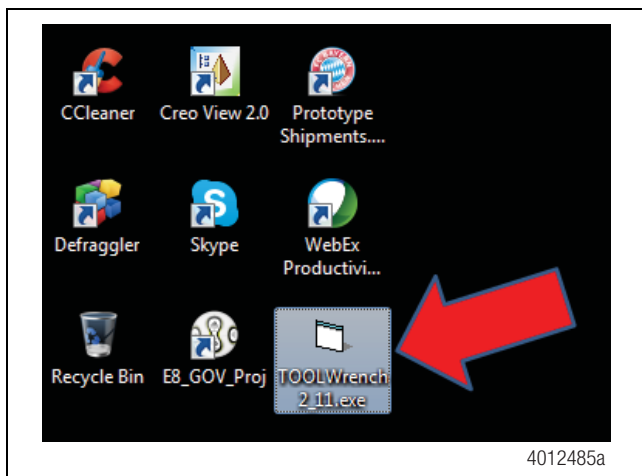 CCleaner
Creo View 2.0
Prototype
Shipments....
Defraggler
Skype
WebEx
Productivi...
Recycle Bin
E8_GOV_Proj
TOOLWrench
2_11.exe
4012485a